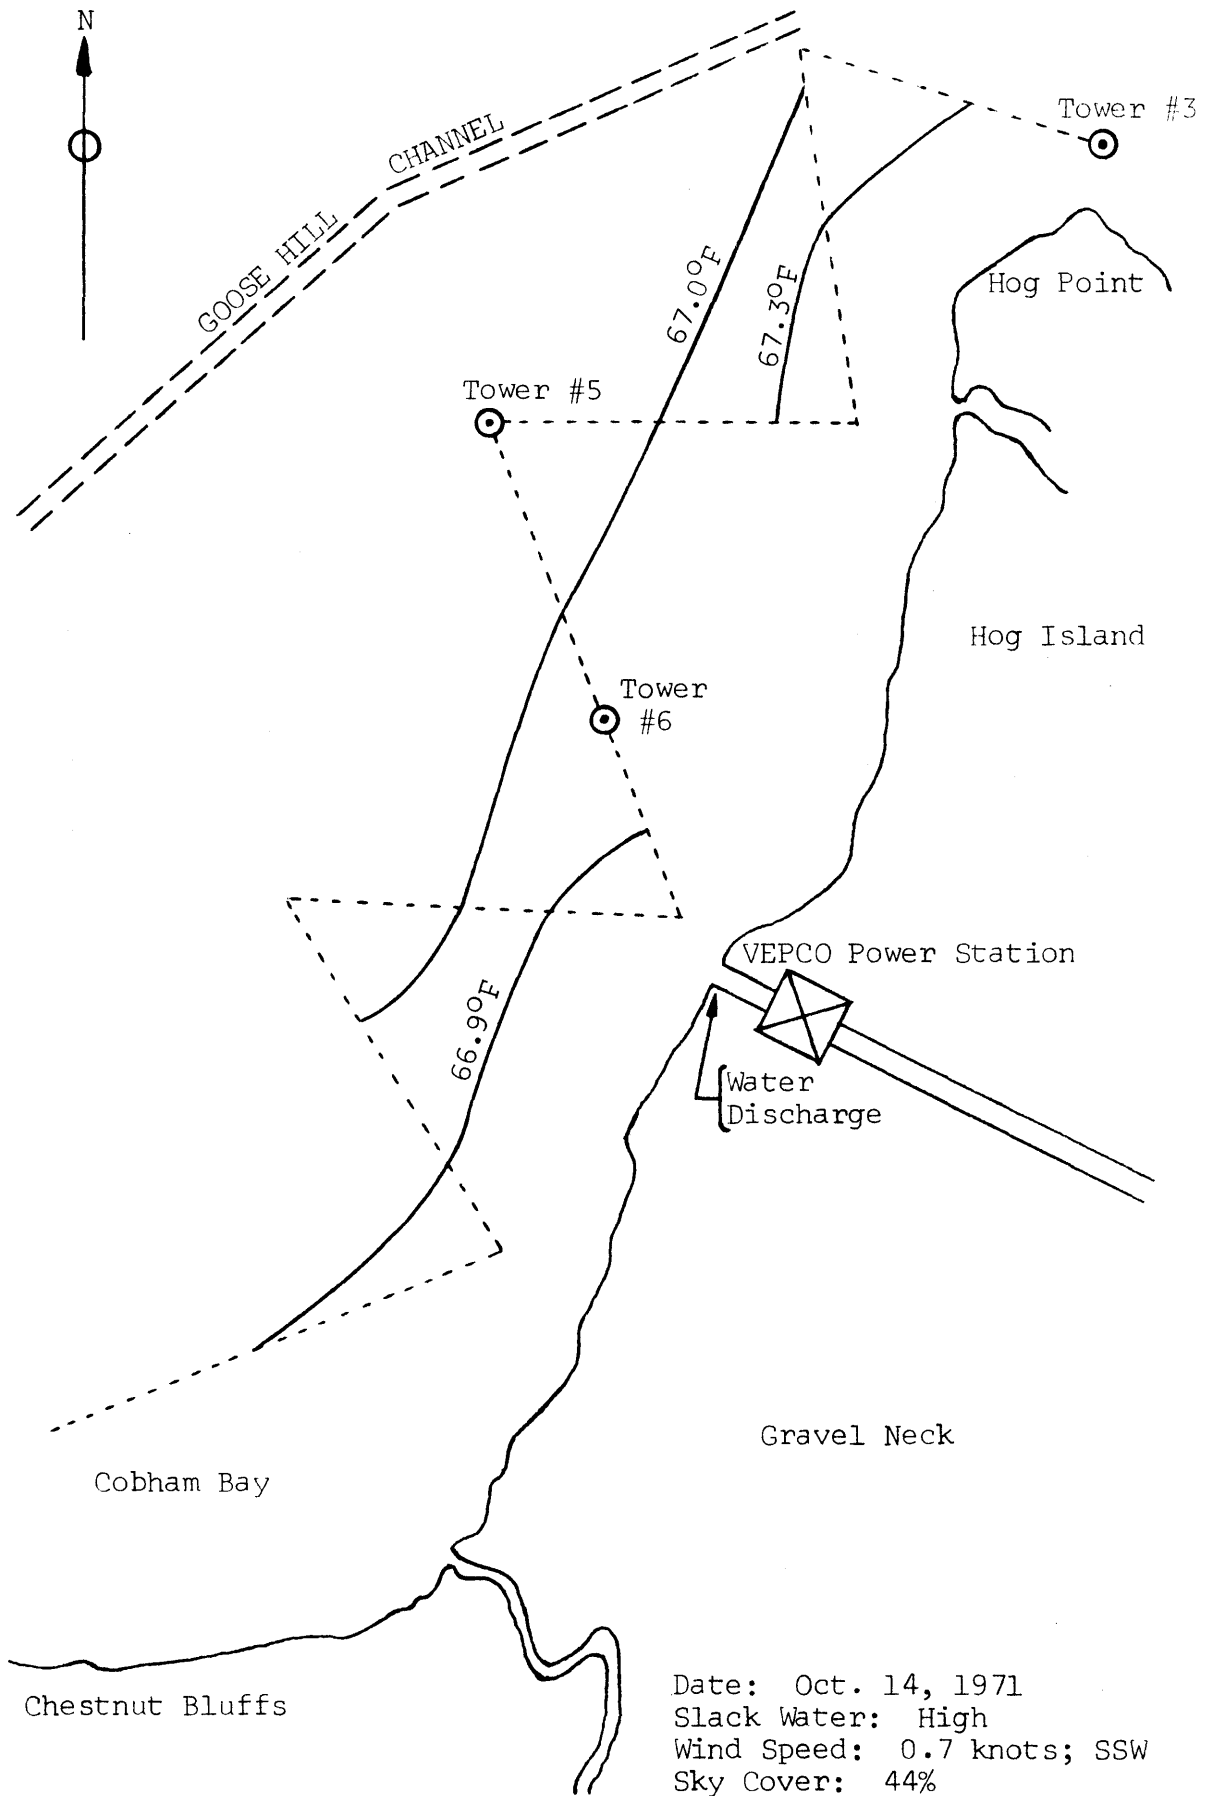 N
Tower #3
GOOSE HILL CHANNEL
Hog Point
67.0°F
67.3°F
Tower #5
Hog Island
Tower
#6
VEPCO Power Station
66.9°F
Water
Discharge
Gravel Neck
Cobham Bay
Chestnut Bluffs
Date: Oct. 14, 1971
Slack Water: High
Wind Speed: 0.7 knots; SSW
Sky Cover: 44%